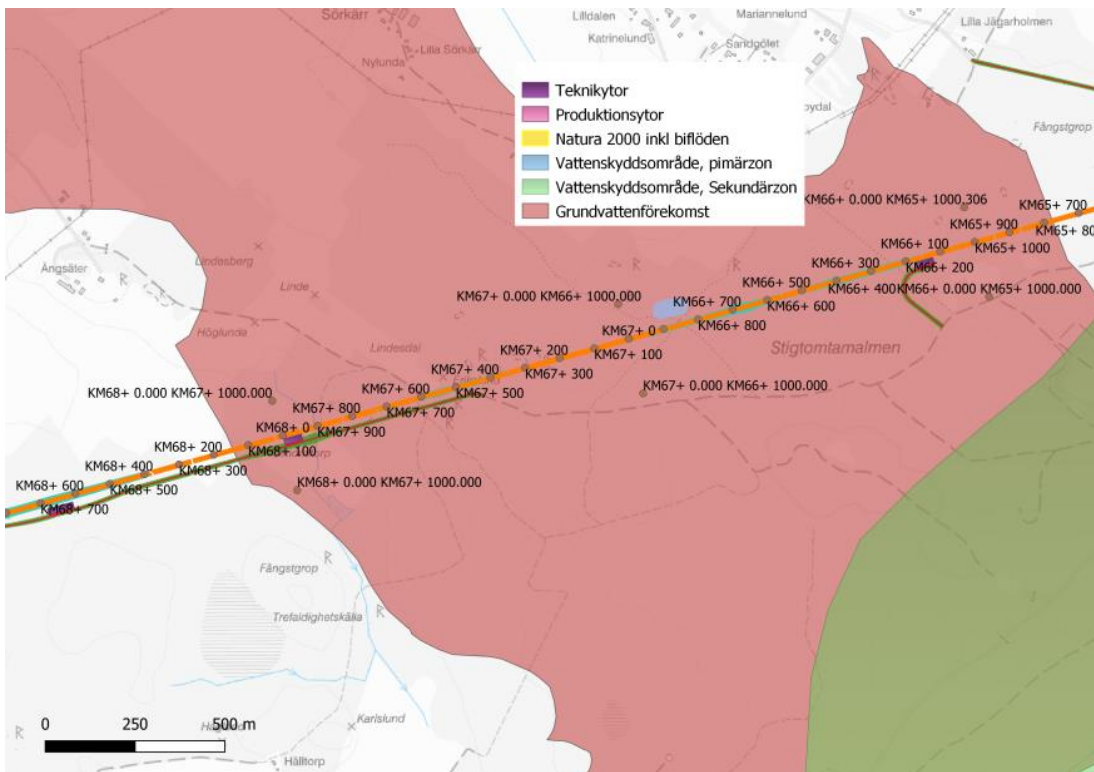 Sörkärr
Lilldalen
Katrinelund
Mariannelund
Lilla Jägarholmen
Sandgölet
Lilla Sörkärr
Nylunda
Teknikytor
Produktionsytor
Natura 2000 inkl biflöden
Vattenskyddsområde, pimärzon
Vattenskyddsområde, Sekundärzon
Grundvattenförekomst
Fångstgrop
KM66+ 0.000 KM65+ 1000.306
KM65+ 700
KM65+ 900
KM65+ 80
KM66+ 100
KM65+ 1000
Lindesberg
Ängsäter
KM66+ 300
KM66+ 200
KM66+ 500
KM66+ 400
KM66+ 0.000 KM65+ 1000.000
Linde
KM67+ 0.000 KM66+ 1000.000
KM66+ 700
KM66+ 600
Höglunda
KM67+ 0
KM66+ 800
Lindesdal
KM67+ 200
KM67+ 100
Stigtomtamalmen
KM67+ 400
KM67+ 300
KM68+ 0.000 KM67+ 1000.000
KM67+ 600
KM67+ 500
KM67+ 0.000 KM66+ 1000.000
KM67+ 800
KM67+ 700
KM68+ 0
KM67+ 900
KM68+ 200
KM68+ 100
KM68+ 400
KM68+ 300
KM68+ 600
KM68+ 500
KM68+ 0.000 KM67+ 1000.000
KM68+ 700
Fångstgrop
Trefaldighetskälla
0 250 500 m
Karlslund
Hälltorp